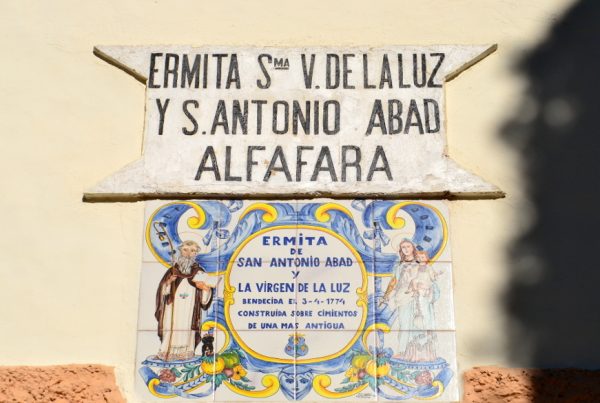 ERMITA Sᴹᴬ V. DE LA LUZ
Y S. ANTONIO ABAD
ALFAFARA
ERMITA
DE
SAN ANTONIO ABAD
Y
LA VIRGEN DE LA LUZ
BENDECIDA EL 3-4-1774
CONSTRUIDA SOBRE CIMIENTOS
DE UNA MAS ANTIGUA